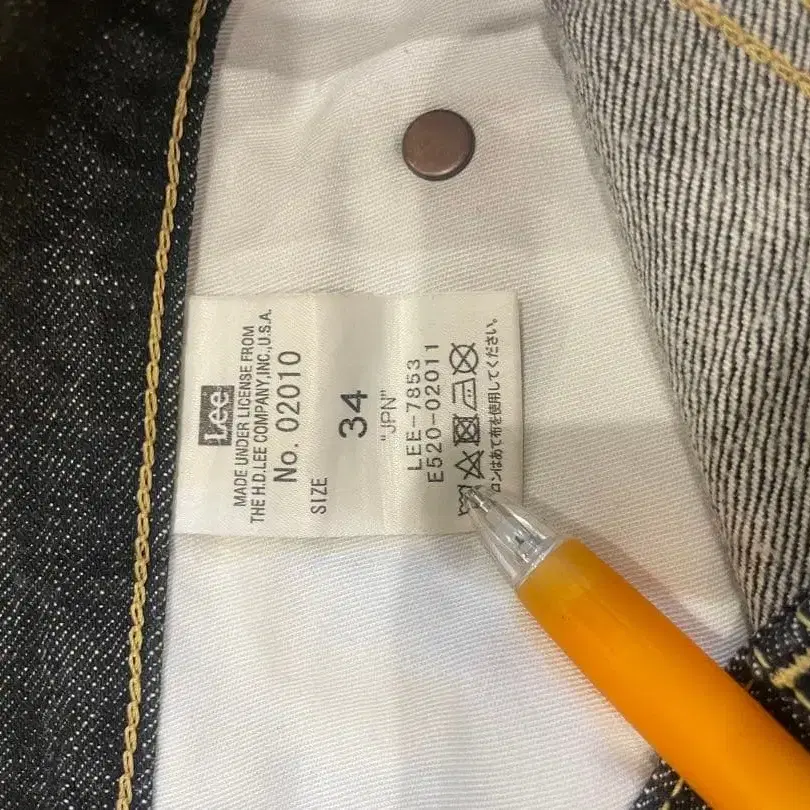 Lee
MADE UNDER LICENSE FROM
THE H.D.LEE COMPANY,INC.,U.S.A.
No. 02010
SIZE
34
"JPN"
LEE-7853
E520-02011
ロンはあて布を使用してください。